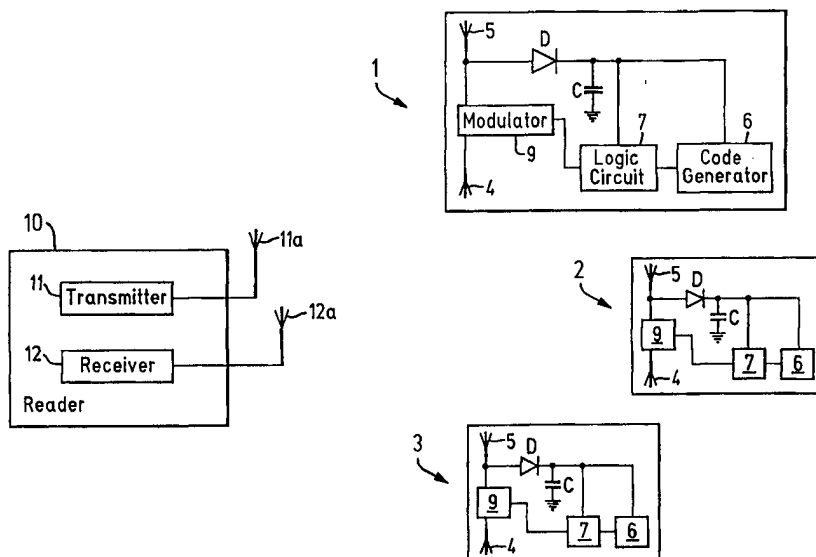 5
D
C
1
Modulator
9
7
6
Logic
Circuit
Code
Generator
4
10
11a
11
Transmitter
12a
12
Receiver
Reader
2
5
D
C
9
7
6
4
3
5
D
C
9
7
6
4